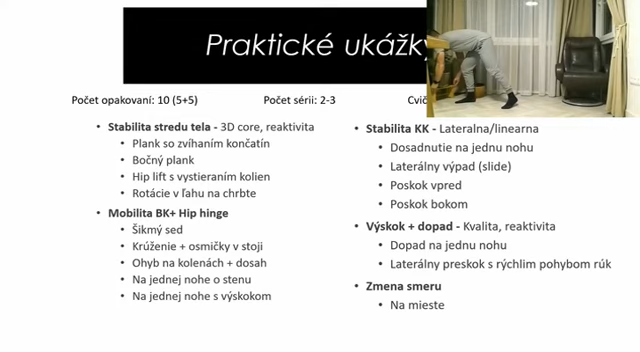 Praktické ukážky
Počet opakovaní: 10 (5+5)
Počet sérii: 2-3
• Stabilita stredu tela - 3D core, reaktivita
• Plank so zvíhaním končatín
• Bočný plank
• Hip lift s vystieraním kolien
• Rotácie v ľahu na chrbte
• Mobilita BK+ Hip hinge
• Šikmý sed
• Krúženie + osmičky v stoji
• Ohyb na kolenách + dosah
• Na jednej nohe o stenu
• Na jednej nohe s výskokom
• Stabilita KK - Lateralna/linearna
• Dosadnutie na jednu nohu
• Laterálny výpad (slide)
• Poskok vpred
• Poskok bokom
• Výskok + dopad - Kvalita, reaktivita
• Dopad na jednu nohu
• Laterálny preskok s rýchlim pohybom rúk
• Zmena smeru
• Na mieste